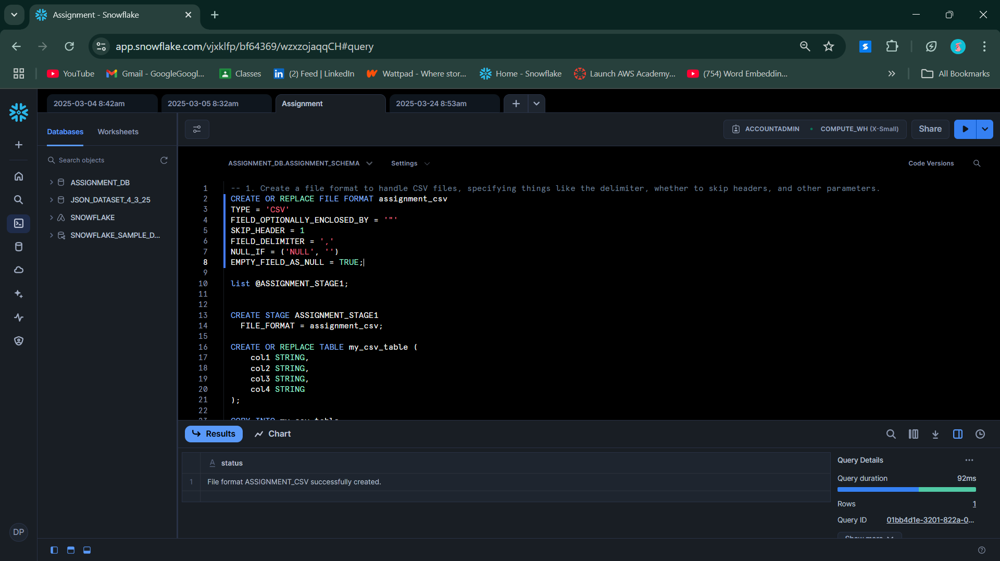 Assignment - Snowflake
app.snowflake.com/vjxklfp/bf64369/wzxzojaqqCH#query
YouTube
Gmail - GoogleGoogl...
Classes
(2) Feed | LinkedIn
Wattpad - Where stor...
Home - Snowflake
Launch AWS Academy...
(754) Word Embeddin...
All Bookmarks
2025-03-04 8:42am
2025-03-05 8:32am
Assignment
2025-03-24 8:53am
Databases
Worksheets
ACCOUNTADMIN
COMPUTE_WH (X-Small)
Share
Search objects
ASSIGNMENT_DB
JSON_DATASET_4_3_25
SNOWFLAKE
SNOWFLAKE_SAMPLE_D...
ASSIGNMENT_DB.ASSIGNMENT_SCHEMA
Settings
Code Versions
1 -- 1. Create a file format to handle CSV files, specifying things like the delimiter, whether to skip headers, and other parameters.
2 CREATE OR REPLACE FILE FORMAT assignment_csv
3 TYPE = 'CSV'
4 FIELD_OPTIONALLY_ENCLOSED_BY = '"'
5 SKIP_HEADER = 1
6 FIELD_DELIMITER = ','
7 NULL_IF = ('NULL', '')
8 EMPTY_FIELD_AS_NULL = TRUE;
9
10 list @ASSIGNMENT_STAGE1;
11
12
13 CREATE STAGE ASSIGNMENT_STAGE1
14 FILE_FORMAT = assignment_csv;
15
16 CREATE OR REPLACE TABLE my_csv_table (
17 col1 STRING,
18 col2 STRING,
19 col3 STRING,
20 col4 STRING
21 );
22
23 COPY INTO my_csv_table
Results
Chart
A status
1 File format ASSIGNMENT_CSV successfully created.
Query Details
Query duration 92ms
Rows 1
Query ID 01bb4d1e-3201-822a-0...
Show more
DP